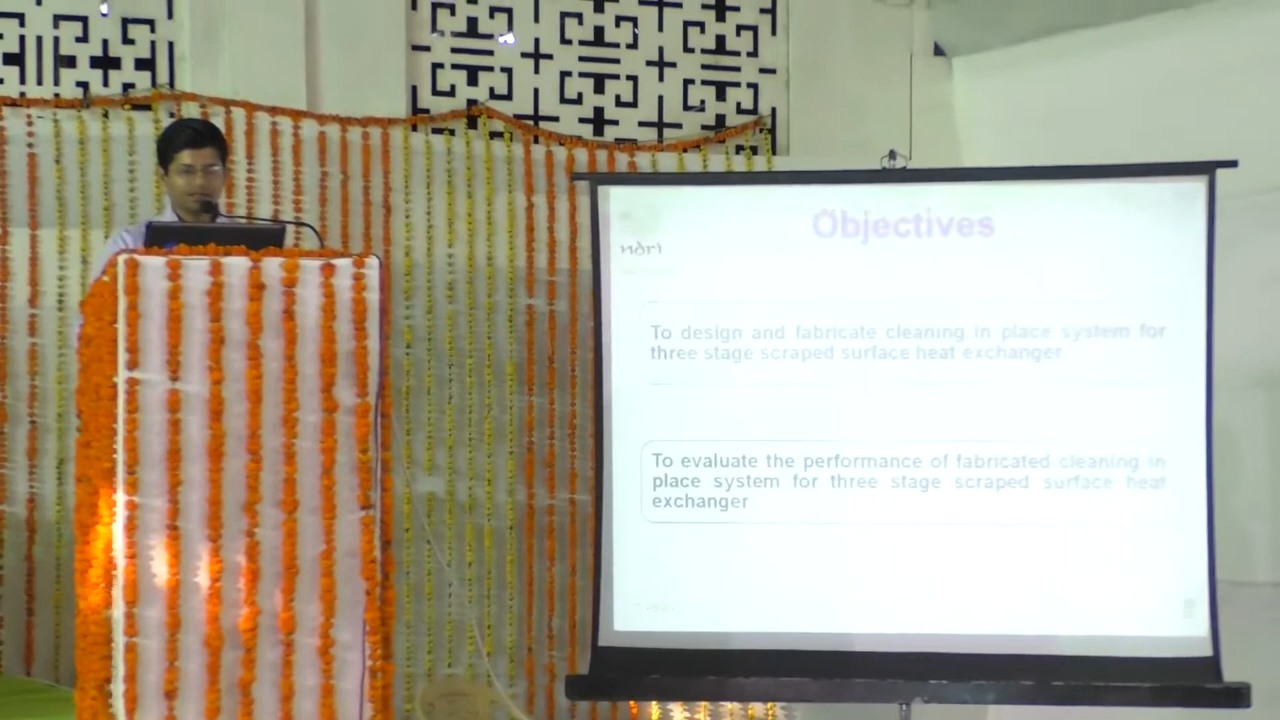 Objectives
ndri
To design and fabricate cleaning in place system for
three stage scraped surface heat exchanger
To evaluate the performance of fabricated cleaning in
place system for three stage scraped surface heat
exchanger